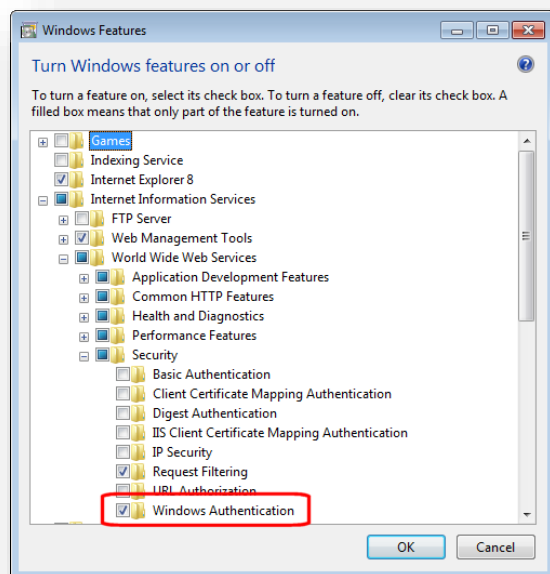 Windows Features
Turn Windows features on or off
To turn a feature on, select its check box. To turn a feature off, clear its check box. A
filled box means that only part of the feature is turned on.
Games
Indexing Service
Internet Explorer 8
Internet Information Services
FTP Server
Web Management Tools
World Wide Web Services
Application Development Features
Common HTTP Features
Health and Diagnostics
Performance Features
Security
Basic Authentication
Client Certificate Mapping Authentication
Digest Authentication
IIS Client Certificate Mapping Authentication
IP Security
Request Filtering
URL Authorization
Windows Authentication
OK
Cancel